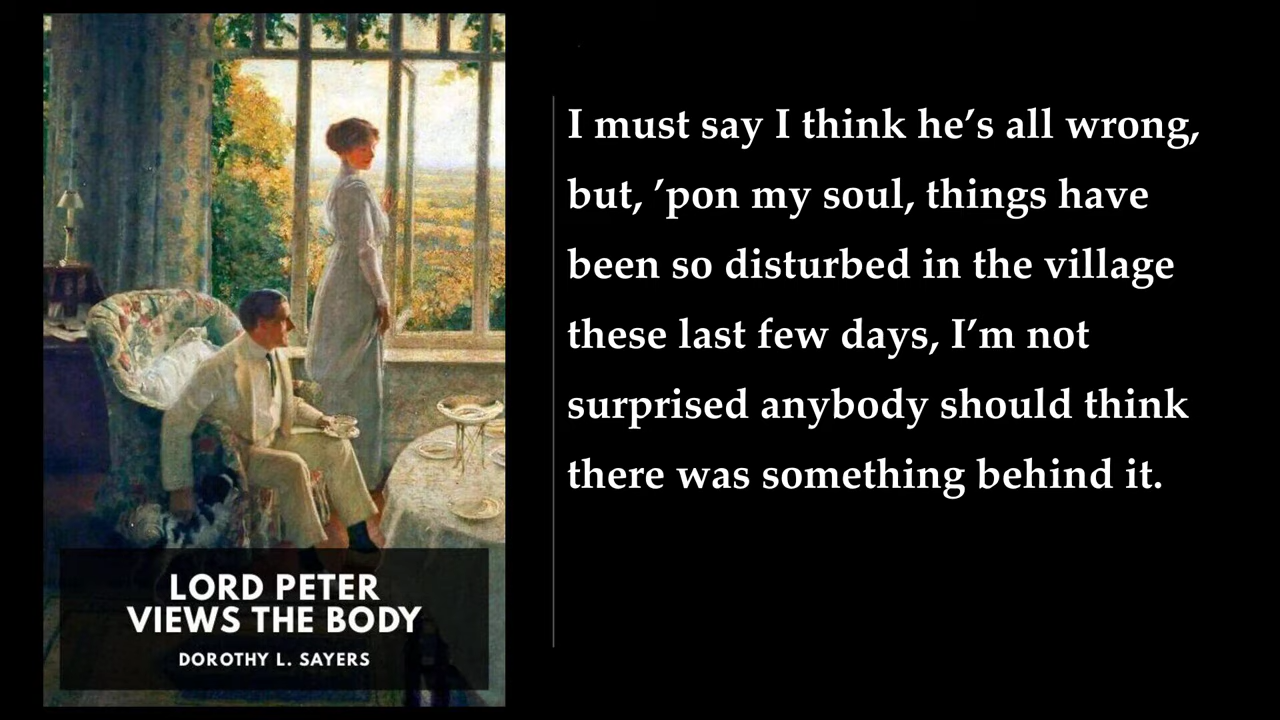 I must say I think he’s all wrong,
but, ’pon my soul, things have
been so disturbed in the village
these last few days, I’m not
surprised anybody should think
there was something behind it.
LORD PETER
VIEWS THE BODY
DOROTHY L. SAYERS